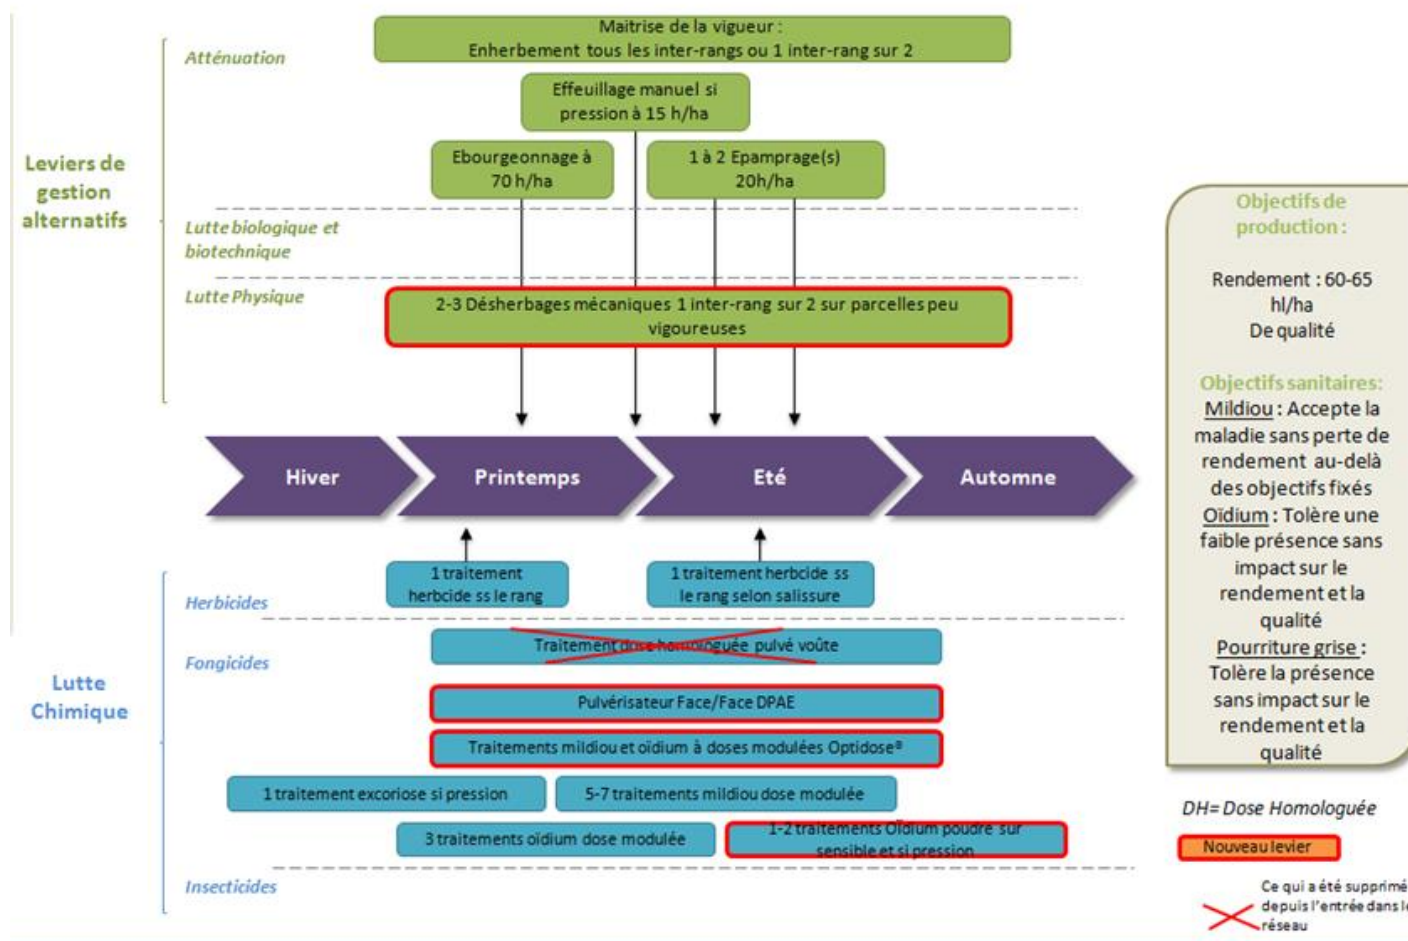 Maitrise de la vigueur :
Enherbement tous les inter-rangs ou 1 inter-rang sur 2
Atténuation
Effeuillage manuel si
pression à 15 h/ha
Ebourgeonnage à
70 h/ha
1 à 2 Epamprage(s)
20h/ha
Leviers de
gestion
alternatifs
Lutte biologique et
biotechnique
Lutte Physique
2-3 Désherbages mécaniques 1 inter-rang sur 2 sur parcelles peu
vigoureuses
Hiver
Printemps
Eté
Automne
1 traitement
herbcide ss le rang
1 traitement herbcide ss
le rang selon salissure
Herbicides
Traitement dose homologuée pulvé voûte
Fongicides
Lutte
Chimique
Pulvérisateur Face/Face DPAE
Traitements mildiou et oïdium à doses modulées Optidose®
1 traitement excoriose si pression
5-7 traitements mildiou dose modulée
3 traitements oïdium dose modulée
1-2 traitements Oïdium poudre sur
sensible et si pression
Insecticides
Objectifs de
production :
Rendement : 60-65
hl/ha
De qualité
Objectifs sanitaires:
Mildiou : Accepte la
maladie sans perte de
rendement au-delà
des objectifs fixés
Oïdium : Tolère une
faible présence sans
impact sur le
rendement et la
qualité
Pourriture grise :
Tolère la présence
sans impact sur le
rendement et la
qualité
DH= Dose Homologuée
Nouveau levier
Ce qui a été supprimé
depuis l'entrée dans le
réseau